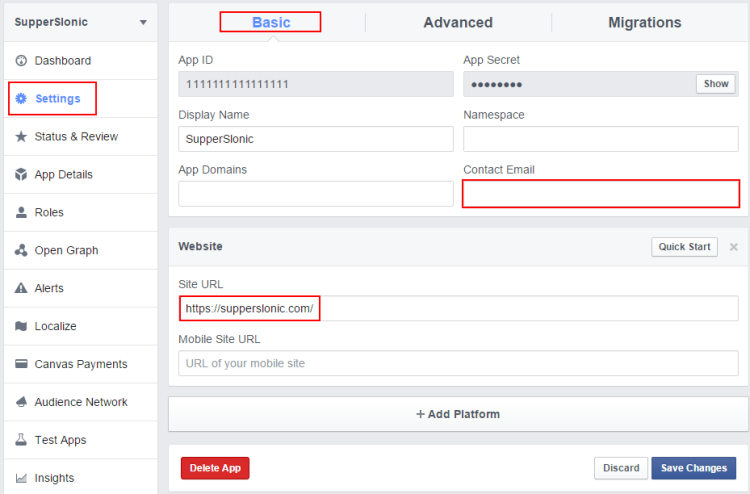 SupperSlonic
Dashboard
Settings
Status & Review
App Details
Roles
Open Graph
Alerts
Localize
Canvas Payments
Audience Network
Test Apps
Insights
Basic Advanced Migrations
App ID App Secret
1111111111111111 ●●●●●●●● Show
Display Name Namespace
SupperSlonic
App Domains Contact Email
Website Quick Start
Site URL
https://supperslonic.com/
Mobile Site URL
URL of your mobile site
+ Add Platform
Delete App Discard Save Changes